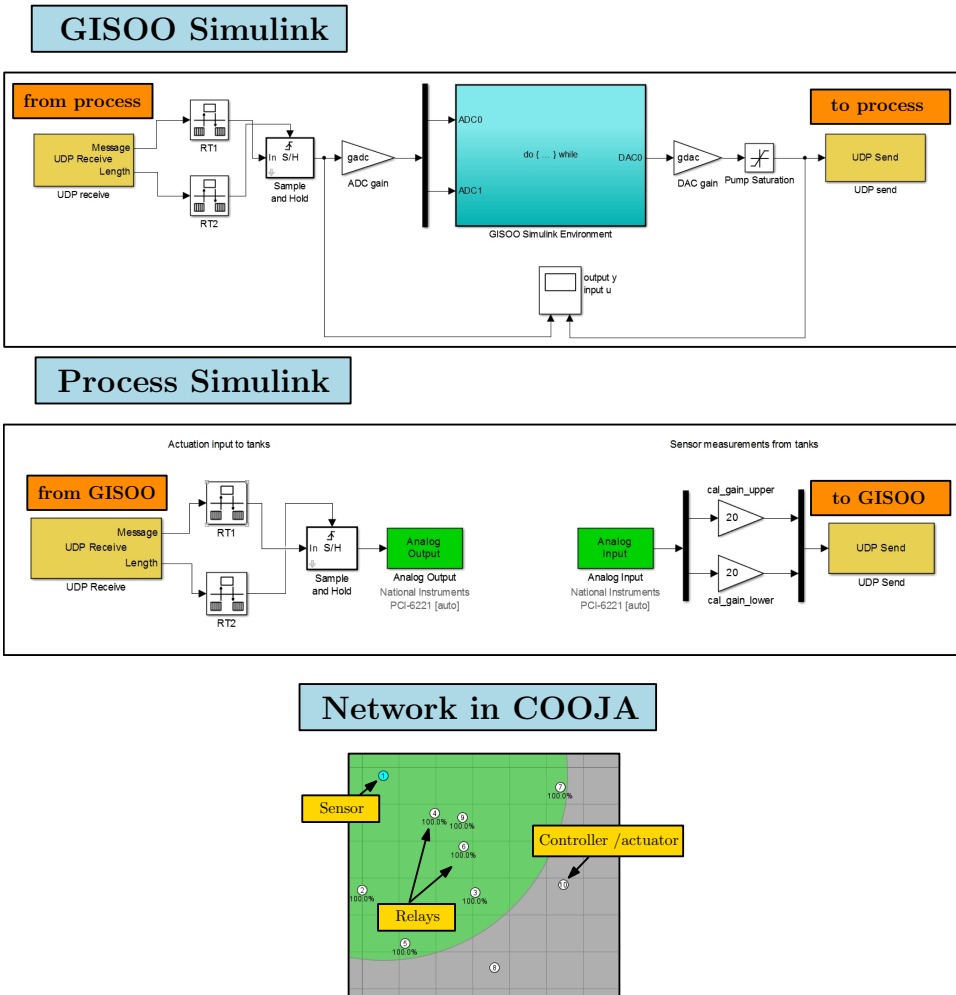 GISOO Simulink
from process
Message
UDP Receive
Length
UDP receive
RT1
RT2
In S/H
Sample
and Hold
gadc
ADC gain
ADC0
ADC1
do { ... } while
DAC0
GISOO Simulink Environment
gdac
DAC gain
Pump Saturation
to process
UDP Send
UDP send
output y
input u
Process Simulink
Actuation input to tanks
from GISOO
Message
UDP Receive
Length
UDP Receive
RT1
RT2
In S/H
Sample
and Hold
Analog
Output
Analog Output
National Instruments
PCI-6221 [auto]
Sensor measurements from tanks
Analog
Input
Analog Input
National Instruments
PCI-6221 [auto]
cal_gain_upper
20
20
cal_gain_lower
to GISOO
UDP Send
UDP Send
Network in COOJA
1
Sensor
7
100.0%
4
100.0%
9
100.0%
6
100.0%
Controller /actuator
10
2
100.0%
3
100.0%
Relays
5
100.0%
8